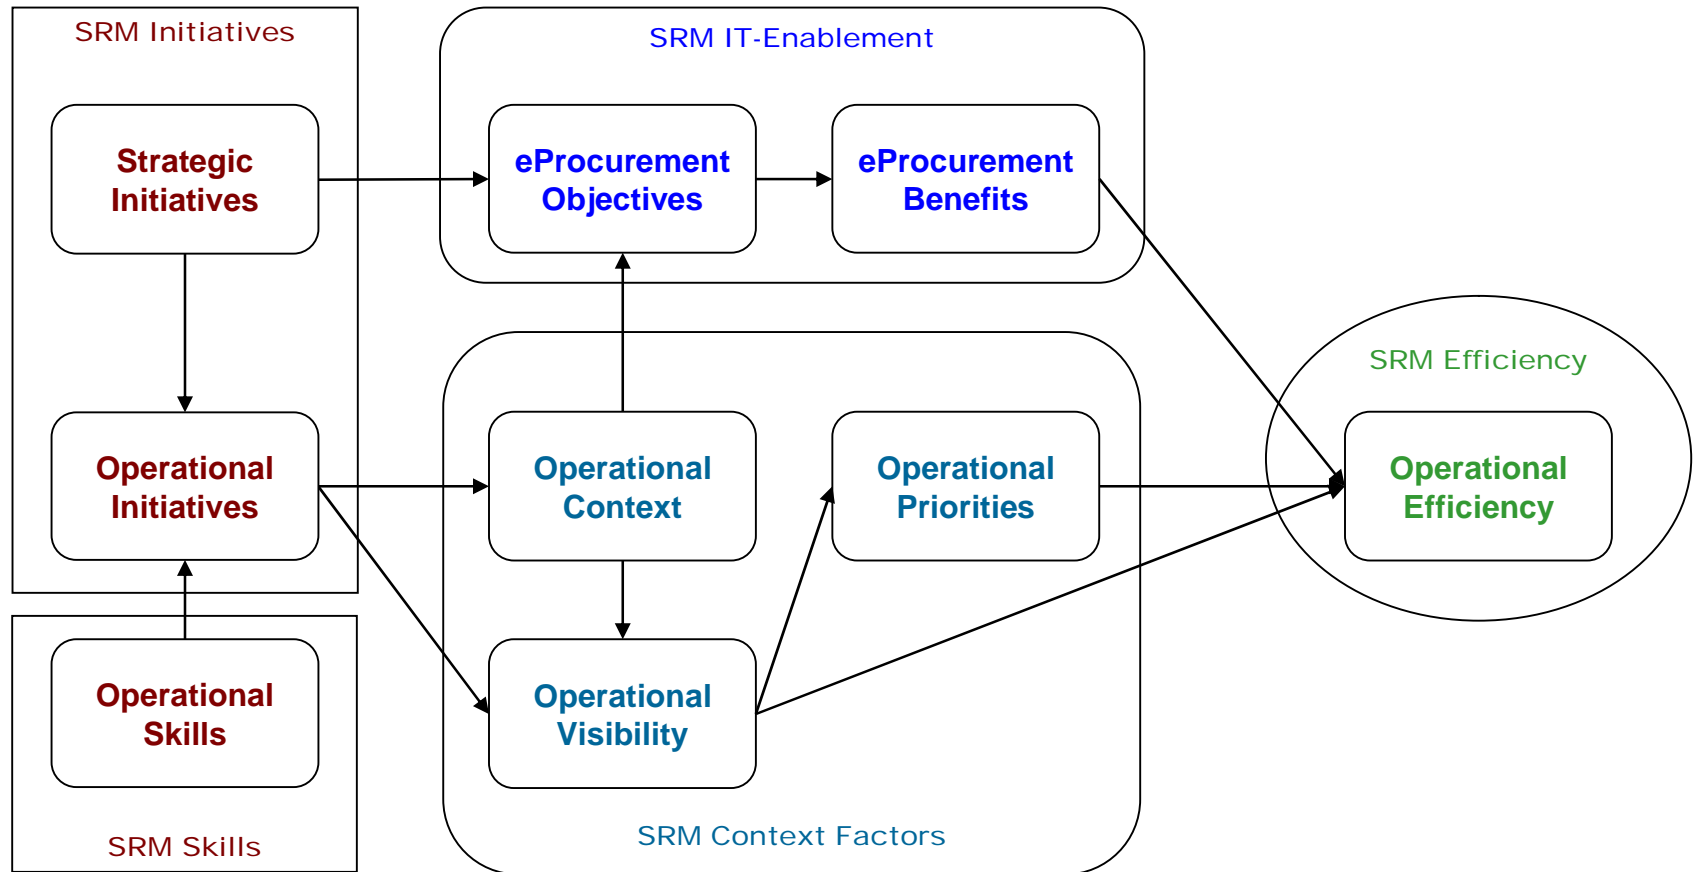 SRM Initiatives
Strategic
Initiatives
Operational
Initiatives
Operational
Skills
SRM Skills
SRM IT-Enablement
eProcurement
Objectives
eProcurement
Benefits
Operational
Context
Operational
Priorities
Operational
Visibility
SRM Context Factors
SRM Efficiency
Operational
Efficiency